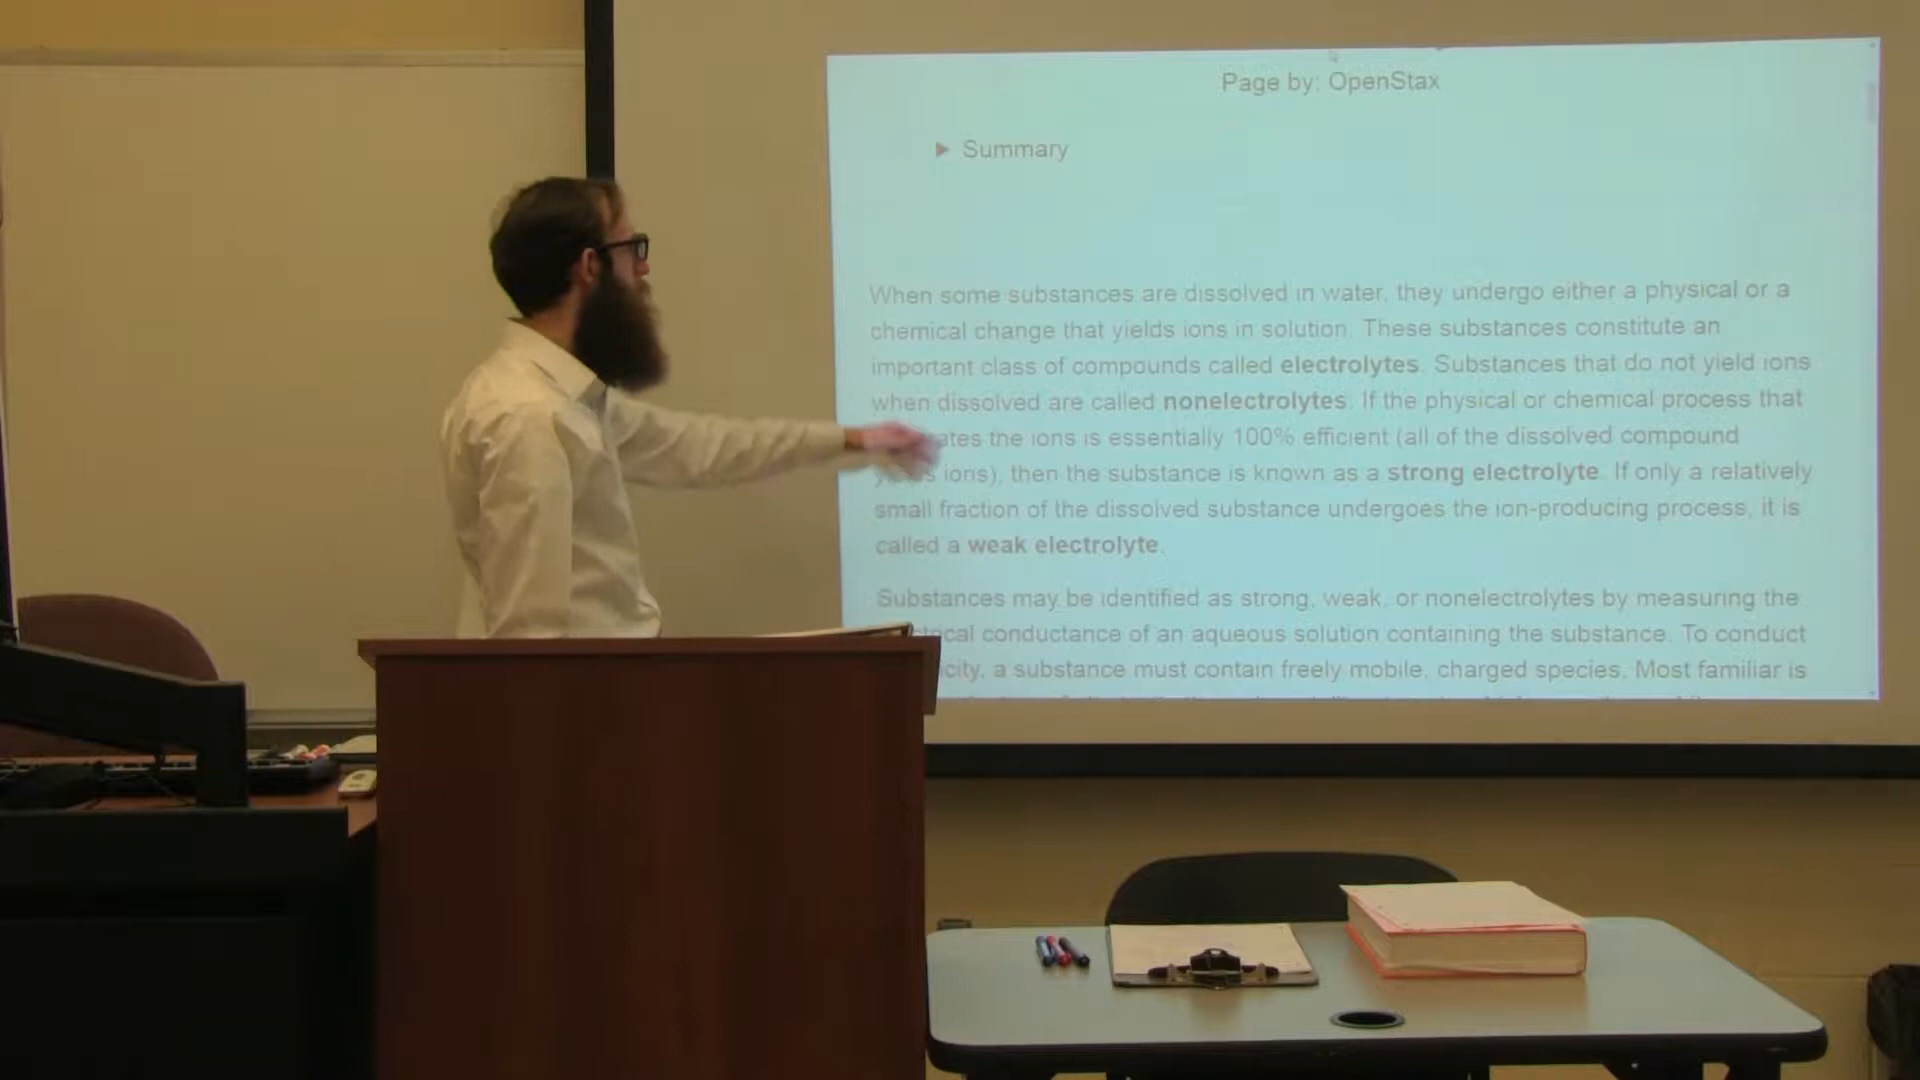 Page by: OpenStax
► Summary
When some substances are dissolved in water, they undergo either a physical or a
chemical change that yields ions in solution. These substances constitute an
important class of compounds called electrolytes. Substances that do not yield ions
when dissolved are called nonelectrolytes. If the physical or chemical process that
ates the ions is essentially 100% efficient (all of the dissolved compound
ions), then the substance is known as a strong electrolyte. If only a relatively
small fraction of the dissolved substance undergoes the ion-producing process, it is
called a weak electrolyte.
Substances may be identified as strong, weak, or nonelectrolytes by measuring the
trical conductance of an aqueous solution containing the substance. To conduct
icity, a substance must contain freely mobile, charged species. Most familiar is